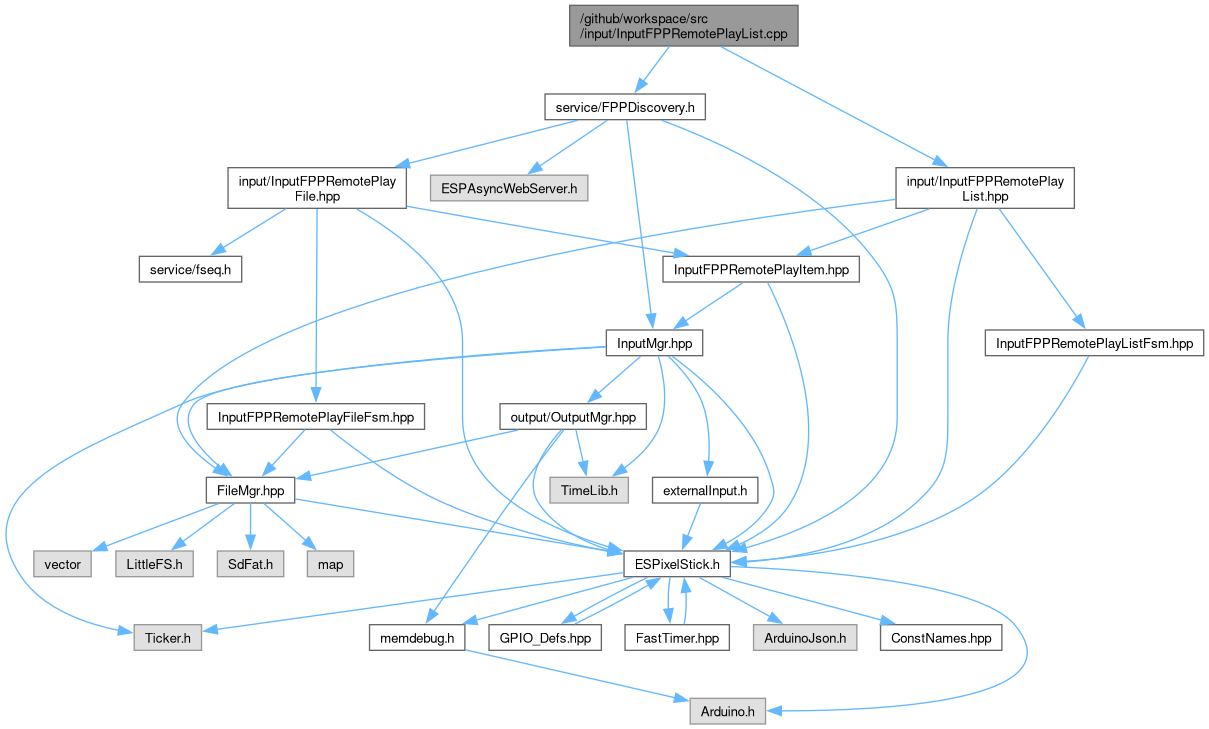 /github/workspace/src
/input/InputFPPRemotePlayList.cpp
service/FPPDiscovery.h
input/InputFPPRemotePlay
File.hpp
ESPAsyncWebServer.h
input/InputFPPRemotePlay
List.hpp
service/fseq.h
InputFPPRemotePlayItem.hpp
InputMgr.hpp
InputFPPRemotePlayListFsm.hpp
InputFPPRemotePlayFileFsm.hpp
output/OutputMgr.hpp
FileMgr.hpp
TimeLib.h
externalInput.h
vector
LittleFS.h
SdFat.h
map
ESPixelStick.h
Ticker.h
memdebug.h
GPIO_Defs.hpp
FastTimer.hpp
ArduinoJson.h
ConstNames.hpp
Arduino.h